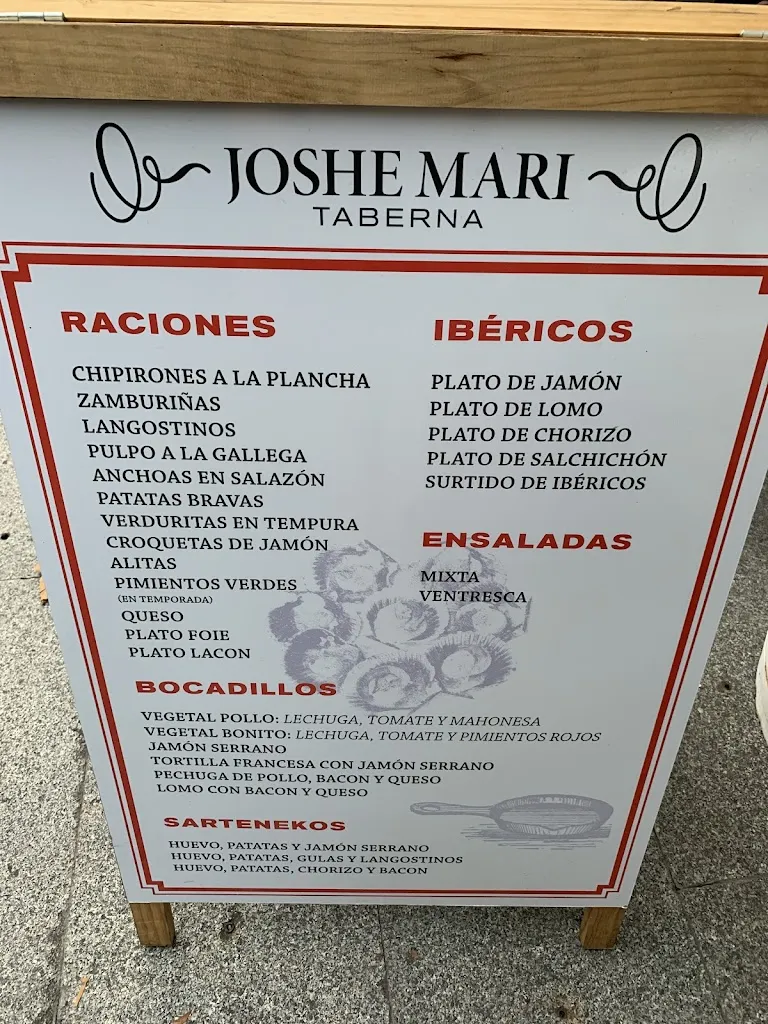 JOSHE MARI
TABERNA
RACIONES
CHIPIRONES A LA PLANCHA
ZAMBURIÑAS
LANGOSTINOS
PULPO A LA GALLEGA
ANCHOAS EN SALAZÓN
PATATAS BRAVAS
VERDURITAS EN TEMPURA
CROQUETAS DE JAMÓN
ALITAS
PIMIENTOS VERDES
(EN TEMPORADA)
QUESO
PLATO FOIE
PLATO LACON
IBÉRICOS
PLATO DE JAMÓN
PLATO DE LOMO
PLATO DE CHORIZO
PLATO DE SALCHICHÓN
SURTIDO DE IBÉRICOS
ENSALADAS
MIXTA
VENTRESCA
BOCADILLOS
VEGETAL POLLO: LECHUGA, TOMATE Y MAHONESA
VEGETAL BONITO: LECHUGA, TOMATE Y PIMIENTOS ROJOS
JAMÓN SERRANO
TORTILLA FRANCESA CON JAMÓN SERRANO
PECHUGA DE POLLO, BACON Y QUESO
LOMO CON BACON Y QUESO
SARTENEKOS
HUEVO, PATATAS Y JAMÓN SERRANO
HUEVO, PATATAS, GULAS Y LANGOSTINOS
HUEVO, PATATAS, CHORIZO Y BACON